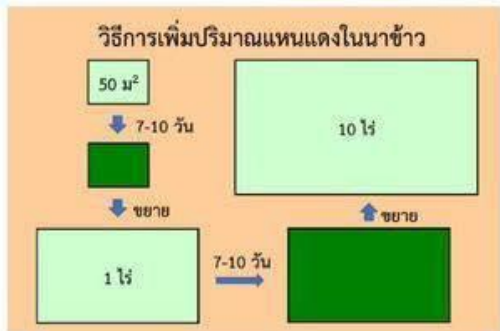 วิธีการเพิ่มปริมาณแหนแดงในนาข้าว
50 ม²
7-10 วัน
ขยาย
1 ไร่
7-10 วัน
ขยาย
10 ไร่